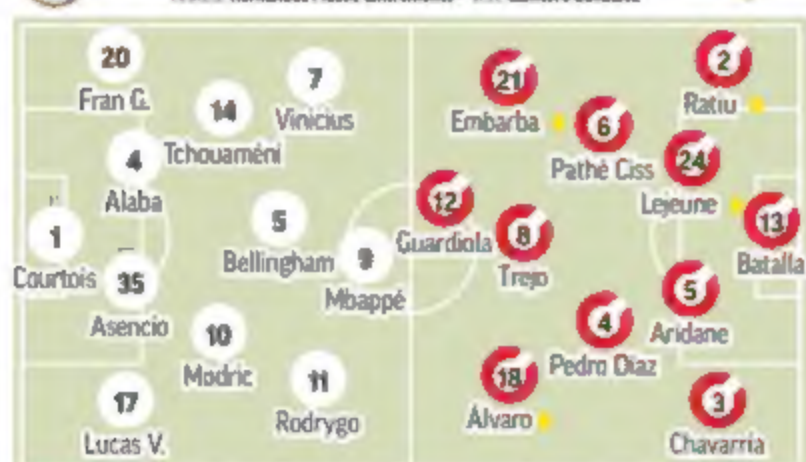 20
Fran G.
14
Tchouaméni
7
Vinicius
4
Alaba
1
Courtois
35
Asencio
5
Bellingham
9
Mbappé
10
Modric
11
Rodrygo
17
Lucas V.
21
Embarba
2
Ratiu
6
Pathé Ciss
24
Lejeune
12
Guardiola
8
Trejo
13
Batalla
5
Aridane
4
Pedro Díaz
18
Álvaro
3
Chavarría